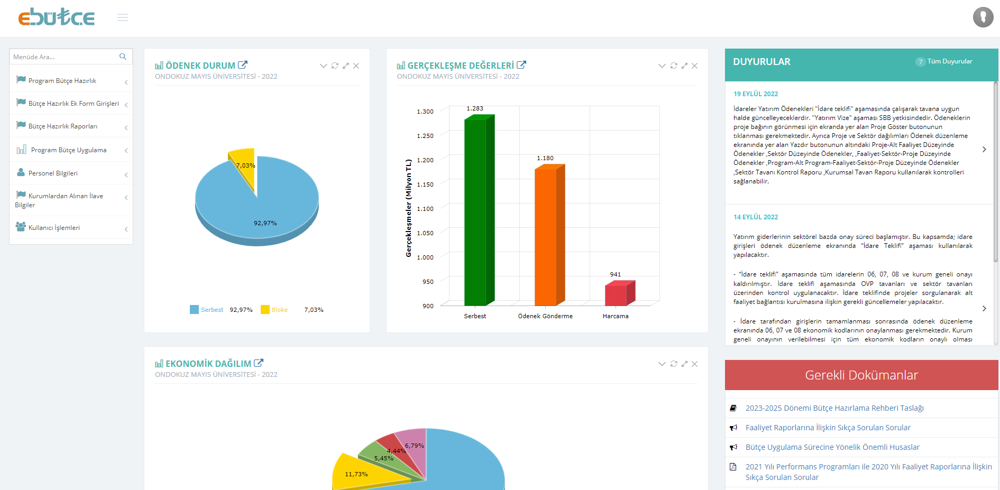 ebütçe
Menüde Ara...
Program Bütçe Hazırlık
Bütçe Hazırlık Ek Form Girişleri
Bütçe Hazırlık Raporları
Program Bütçe Uygulama
Personel Bilgileri
Kurumlardan Alınan İlave
Bilgiler
Kullanıcı İşlemleri
ÖDENEK DURUM
ONDOKUZ MAYIS ÜNİVERSİTESİ - 2022
7,03%
92,97%
Serbest 92,97% Bloke 7,03%
GERÇEKLEŞME DEĞERLERİ
ONDOKUZ MAYIS ÜNİVERSİTESİ - 2022
Gerçekleşmeler (Milyon TL)
1.300
1.250
1.200
1.150
1.100
1.050
1.000
950
900
1.283
1.180
941
Serbest Ödenek Gönderme Harcama
EKONOMİK DAĞILIM
ONDOKUZ MAYIS ÜNİVERSİTESİ - 2022
6,79%
4,44%
5,45%
11,73%
DUYURULAR
7 Tüm Duyurular
19 EYLÜL 2022
İdareler Yatırım Ödenekleri "İdare teklifi" aşamasında çalışarak tavana uygun
halde güncelleyeceklerdir. "Yatırım Vize" aşaması SBB yetkisindedir. Ödeneklerin
proje bağının görünmesi için ekranda yer alan Proje Göster butonunun
tıklanması gerekmektedir. Ayrıca Proje ve Sektör dağılımları Ödenek düzenleme
ekranında yer alan Yazdır butonunun altındaki Proje-Alt Faaliyet Düzeyinde
Ödenekler ,Sektör Düzeyinde Ödenekler, ,Faaliyet-Sektör-Proje Düzeyinde
Ödenekler ,Program-Alt Program-Faaliyet-Sektör-Proje Düzeyinde Ödenekler
,Sektör Tavanı Kontrol Raporu ,Kurumsal Tavan Raporu kullanılarak kontrolleri
sağlanabilir.
14 EYLÜL 2022
Yatırım giderlerinin sektörel bazda onay süreci başlamıştır. Bu kapsamda; idare
girişleri ödenek düzenleme ekranında “İdare Teklifi” aşaması kullanılarak
yapılacaktır.
- “İdare teklifi” aşamasında tüm idarelerin 06, 07, 08 ve kurum geneli onayı
kaldırılmıştır. İdare teklifi aşamasında OVP tavanları ve sektör tavanları
üzerinden kontrol uygulanacaktır. İdare teklifinde projeler sorgulanarak alt
faaliyet bağlantısı kurulmasına ilişkin gerekli güncellemeler yapılacaktır.
- İdare tarafından girişlerin tamamlanması sonrasında ödenek düzenleme
ekranında 06, 07 ve 08 ekonomik kodlarının onaylanması gerekmektedir. Kurum
geneli onayının verilebilmesi için tüm ekonomik kodların onaylı olması
Gerekli Dokümanlar
2023-2025 Dönemi Bütçe Hazırlama Rehberi Taslağı
Faaliyet Raporlarına İlişkin Sıkça Sorulan Sorular
Bütçe Uygulama Sürecine Yönelik Önemli Husaslar
2021 Yılı Performans Programları ile 2020 Yılı Faaliyet Raporlarına İlişkin
Sıkça Sorulan Sorular